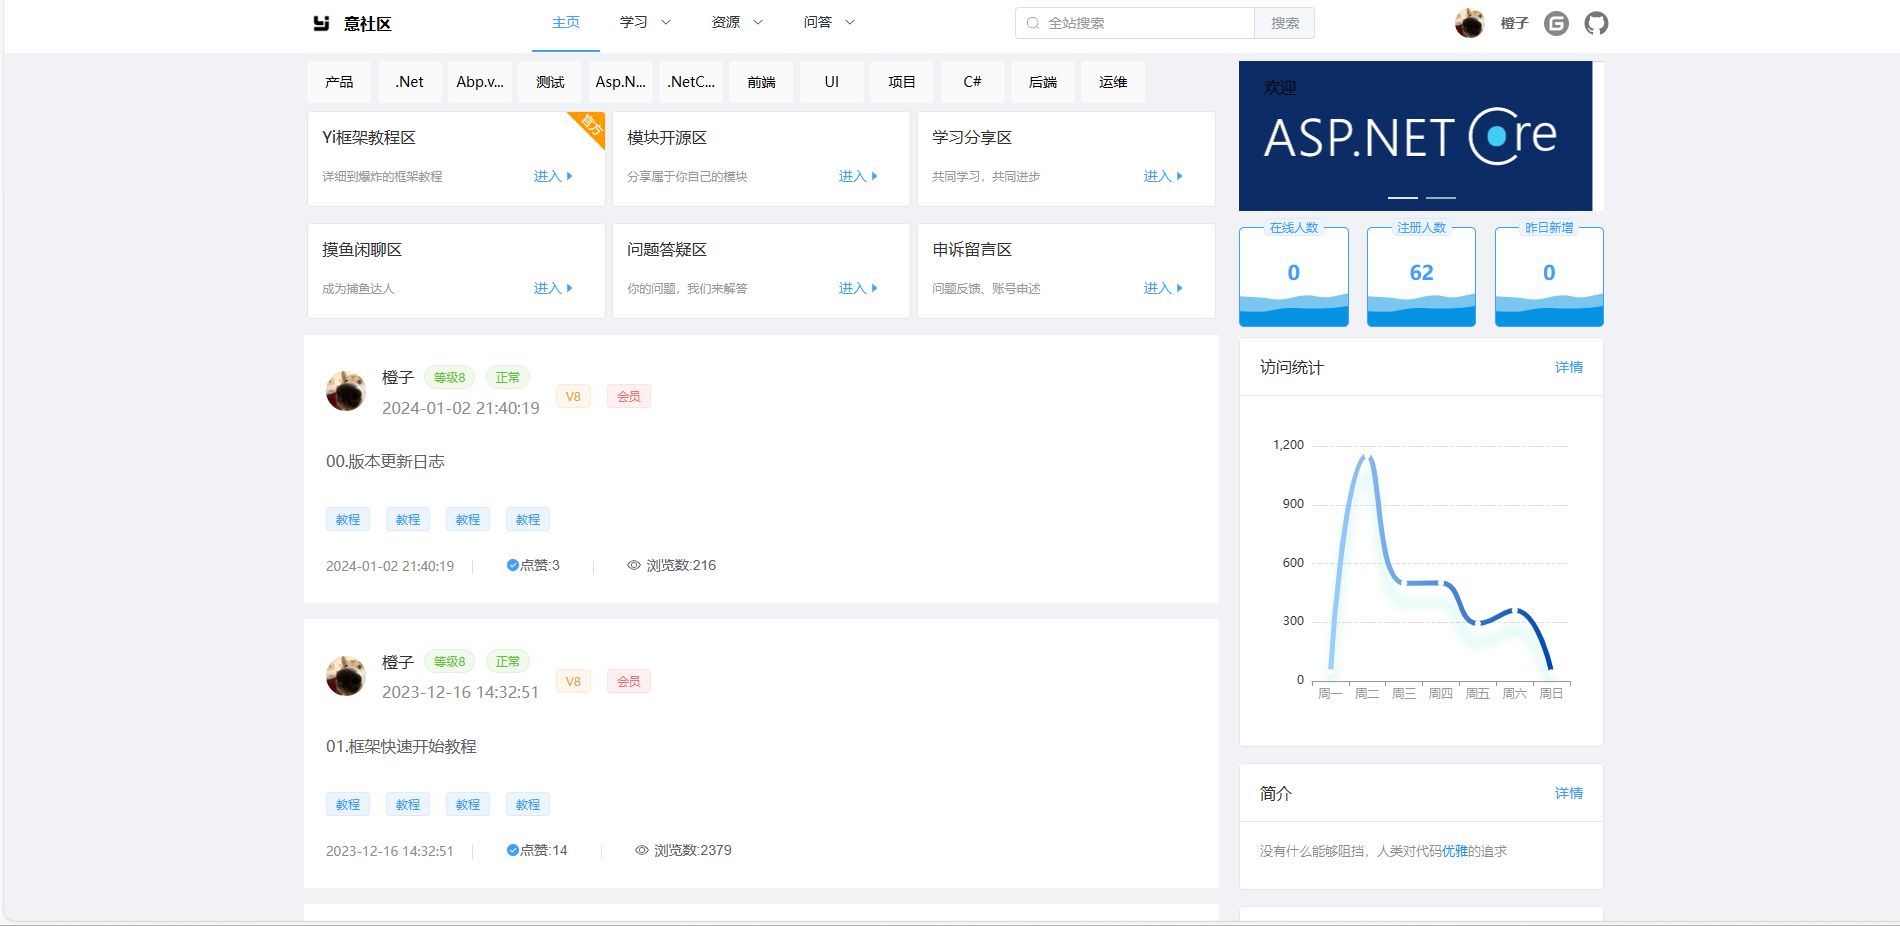 意社区
主页 学习 资源 问答
全站搜索 搜索
橙子
产品 .Net Abp.v... 测试 Asp.N... .NetC... 前端 UI 项目 C# 后端 运维
Yi框架教程区
官方
详细到爆炸的框架教程 进入
模块开源区
分享属于你自己的模块 进入
学习分享区
共同学习，共同进步 进入
摸鱼闲聊区
成为捕鱼达人 进入
问题答疑区
你的问题，我们来解答 进入
申诉留言区
问题反馈、账号申述 进入
橙子 等级8 正常
2024-01-02 21:40:19 V8 会员
00.版本更新日志
教程 教程 教程 教程
2024-01-02 21:40:19 点赞:3 浏览数:216
橙子 等级8 正常
2023-12-16 14:32:51 V8 会员
01.框架快速开始教程
教程 教程 教程 教程
2023-12-16 14:32:51 点赞:14 浏览数:2379
欢迎
ASP.NET Core
在线人数 注册人数 昨日新增
0 62 0
访问统计 详情
1,200
900
600
300
0
周一 周二 周三 周四 周五 周六 周日
简介 详情
没有什么能够阻挡，人类对代码优雅的追求